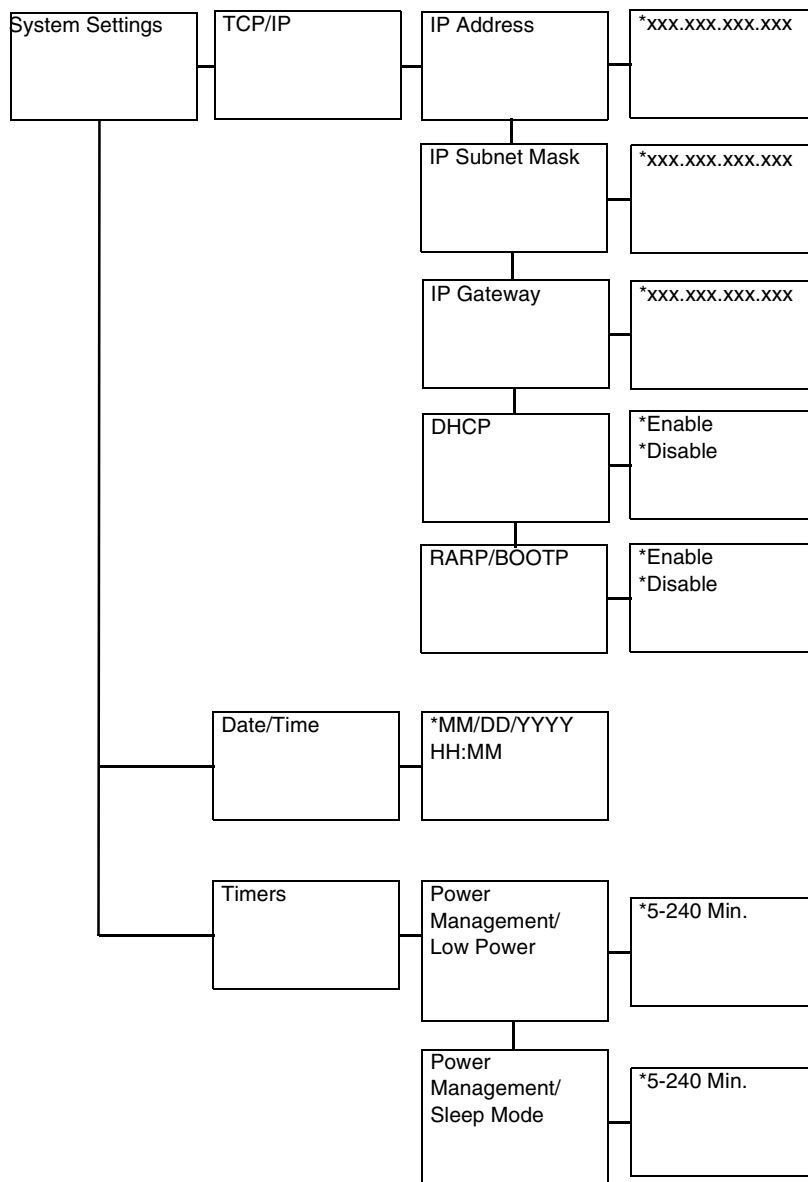 System Settings
TCP/IP
IP Address
*xxx.xxx.xxx.xxx
IP Subnet Mask
*xxx.xxx.xxx.xxx
IP Gateway
*xxx.xxx.xxx.xxx
DHCP
*Enable
*Disable
RARP/BOOTP
*Enable
*Disable
Date/Time
*MM/DD/YYYY
HH:MM
Timers
Power
Management/
Low Power
*5-240 Min.
Power
Management/
Sleep Mode
*5-240 Min.